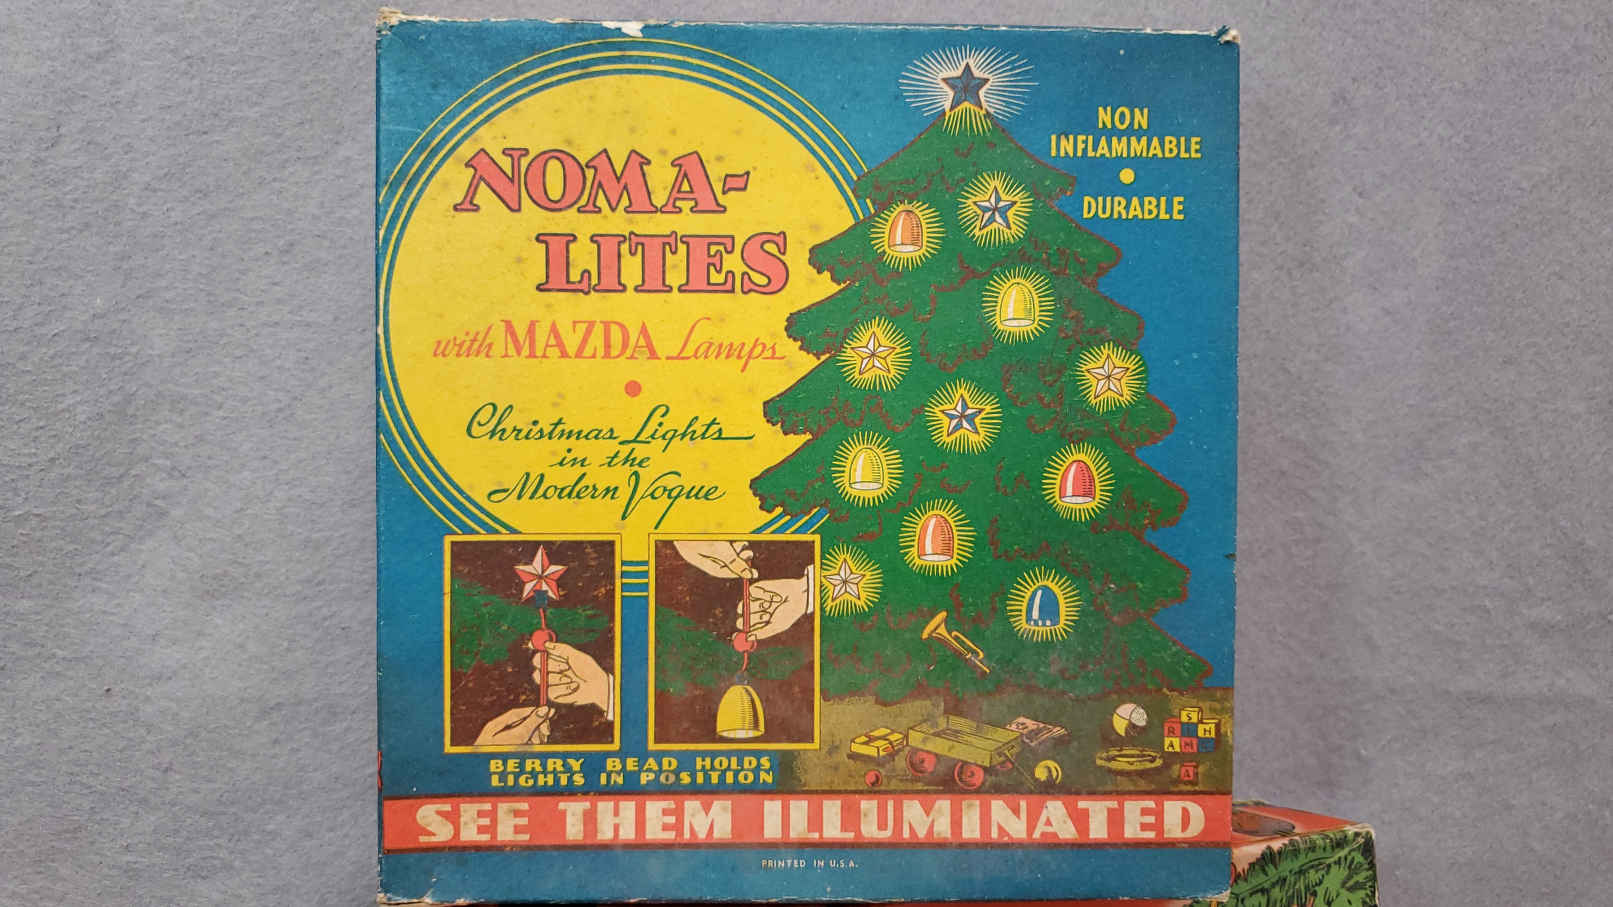 NOMA-
LITES
with MAZDA Lamps
Christmas Lights
in the
Modern Vogue
NON
INFLAMMABLE
DURABLE
BERRY BEAD HOLDS
LIGHTS IN POSITION
SEE THEM ILLUMINATED
PRINTED IN U.S.A.